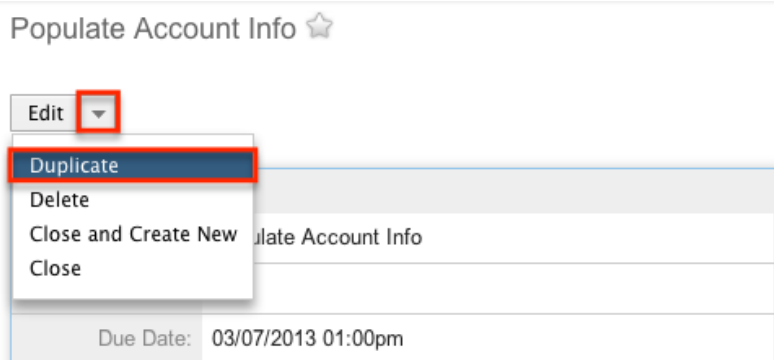 Populate Account Info
Edit
Duplicate
Delete
Close and Create New
ulate Account Info
Close
Due Date: 03/07/2013 01:00pm